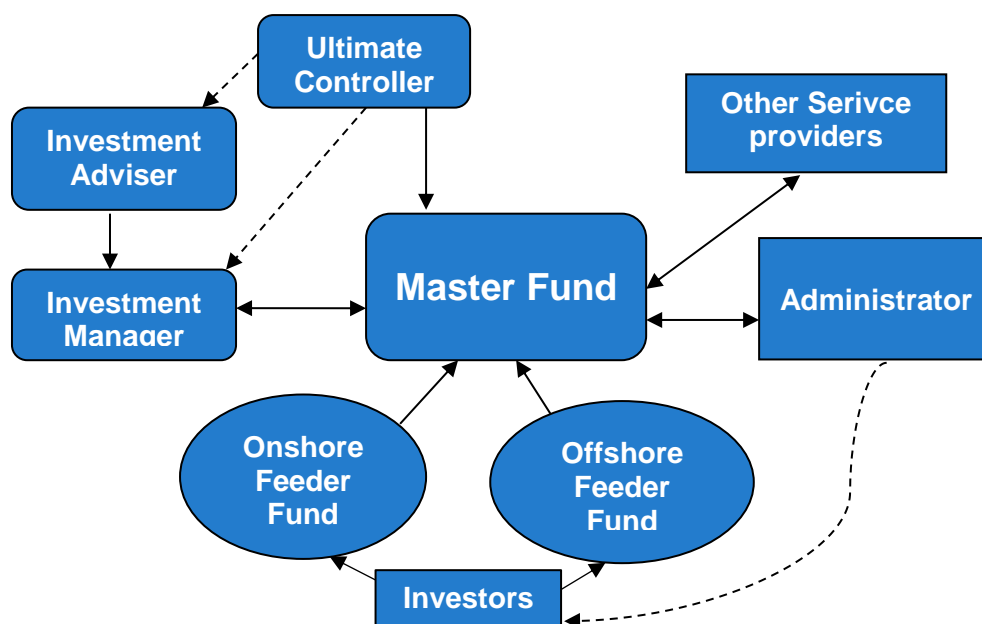 Ultimate
Controller
Other Serivce
providers
Investment
Adviser
Master Fund
Administrator
Investment
Manager
Onshore
Feeder
Fund
Offshore
Feeder
Fund
Investors